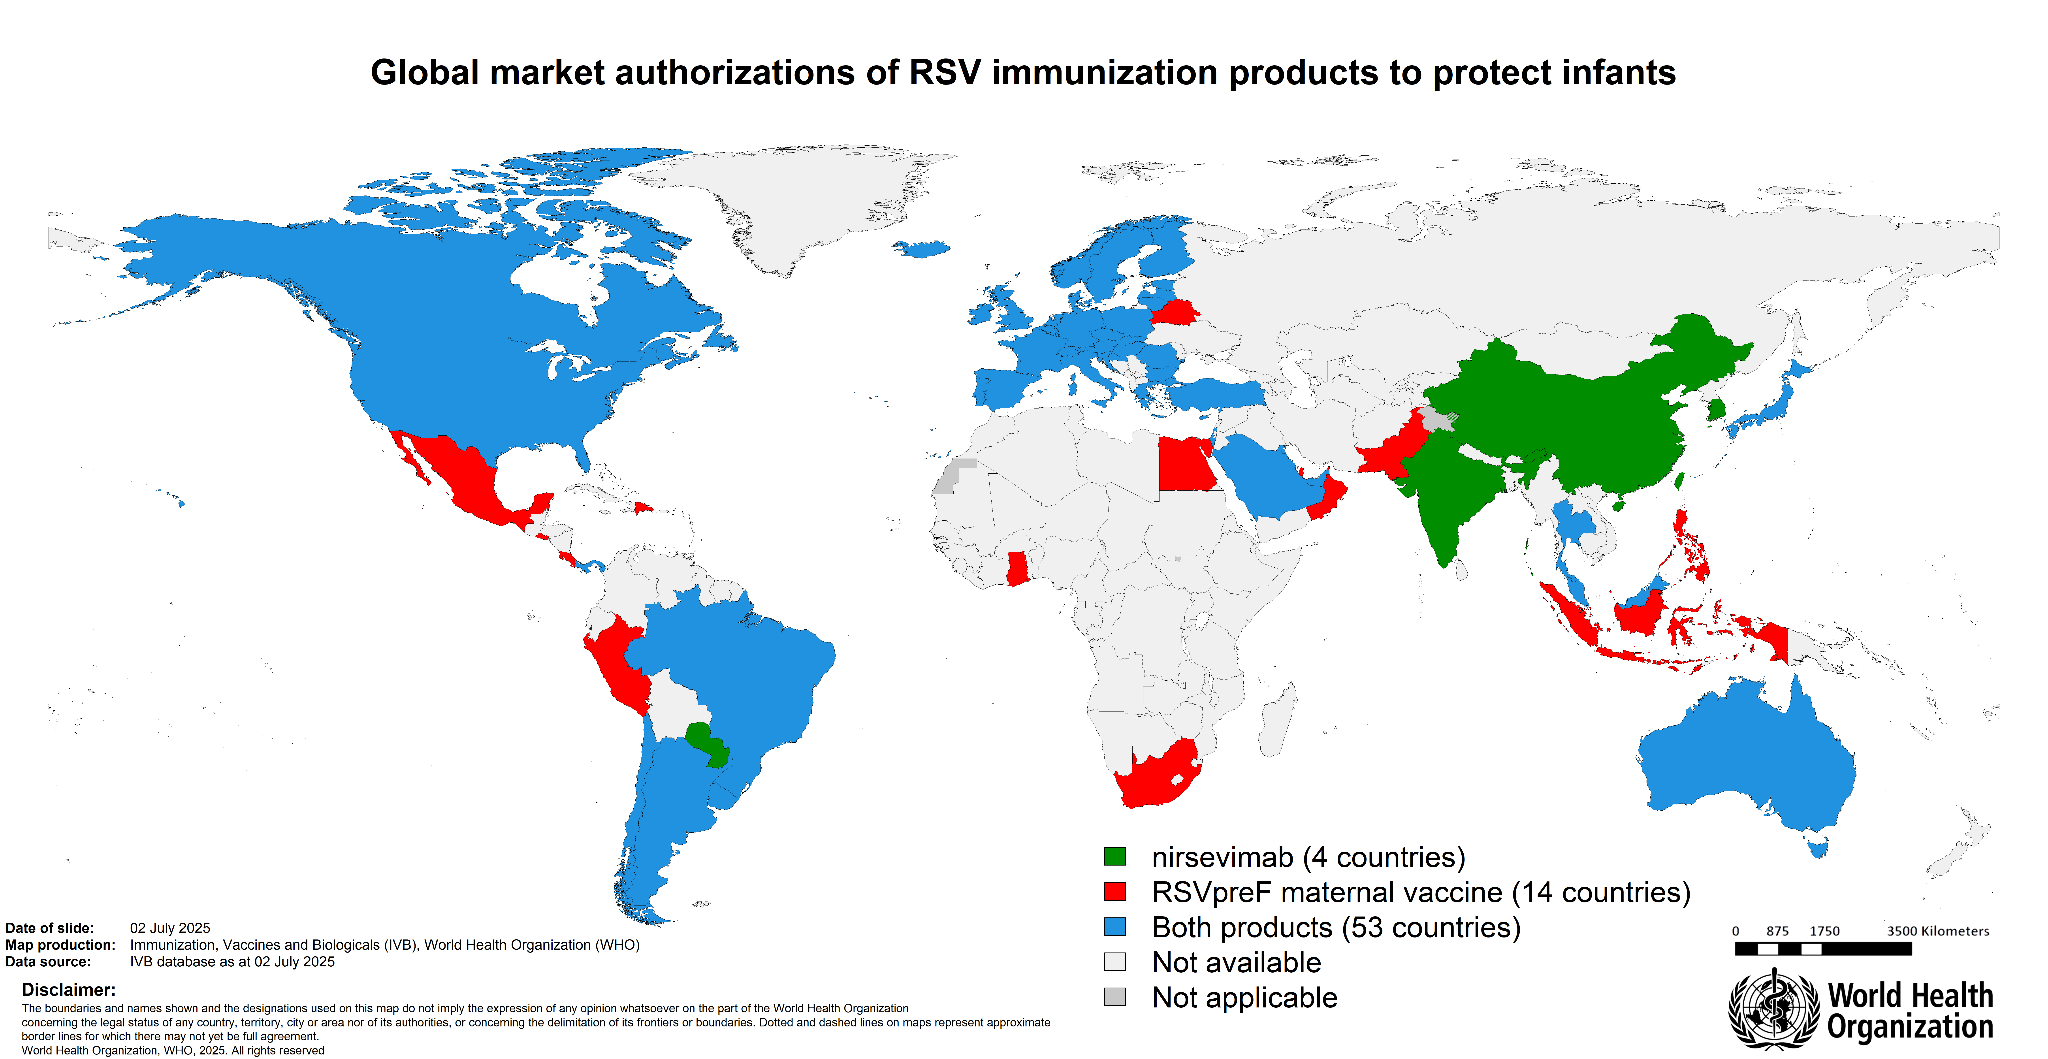 Global market authorizations of RSV immunization products to protect infants
nirsevimab (4 countries)
RSVpreF maternal vaccine (14 countries)
Both products (53 countries)
Not available
Not applicable
0 875 1750 3500 Kilometers
World Health
Organization
Date of slide: 02 July 2025
Map production: Immunization, Vaccines and Biologicals (IVB), World Health Organization (WHO)
Data source: IVB database as at 02 July 2025
Disclaimer:
The boundaries and names shown and the designations used on this map do not imply the expression of any opinion whatsoever on the part of the World Health Organization
concerning the legal status of any country, territory, city or area nor of its authorities, or concerning the delimitation of its frontiers or boundaries. Dotted and dashed lines on maps represent approximate
border lines for which there may not yet be full agreement.
World Health Organization, WHO, 2025. All rights reserved